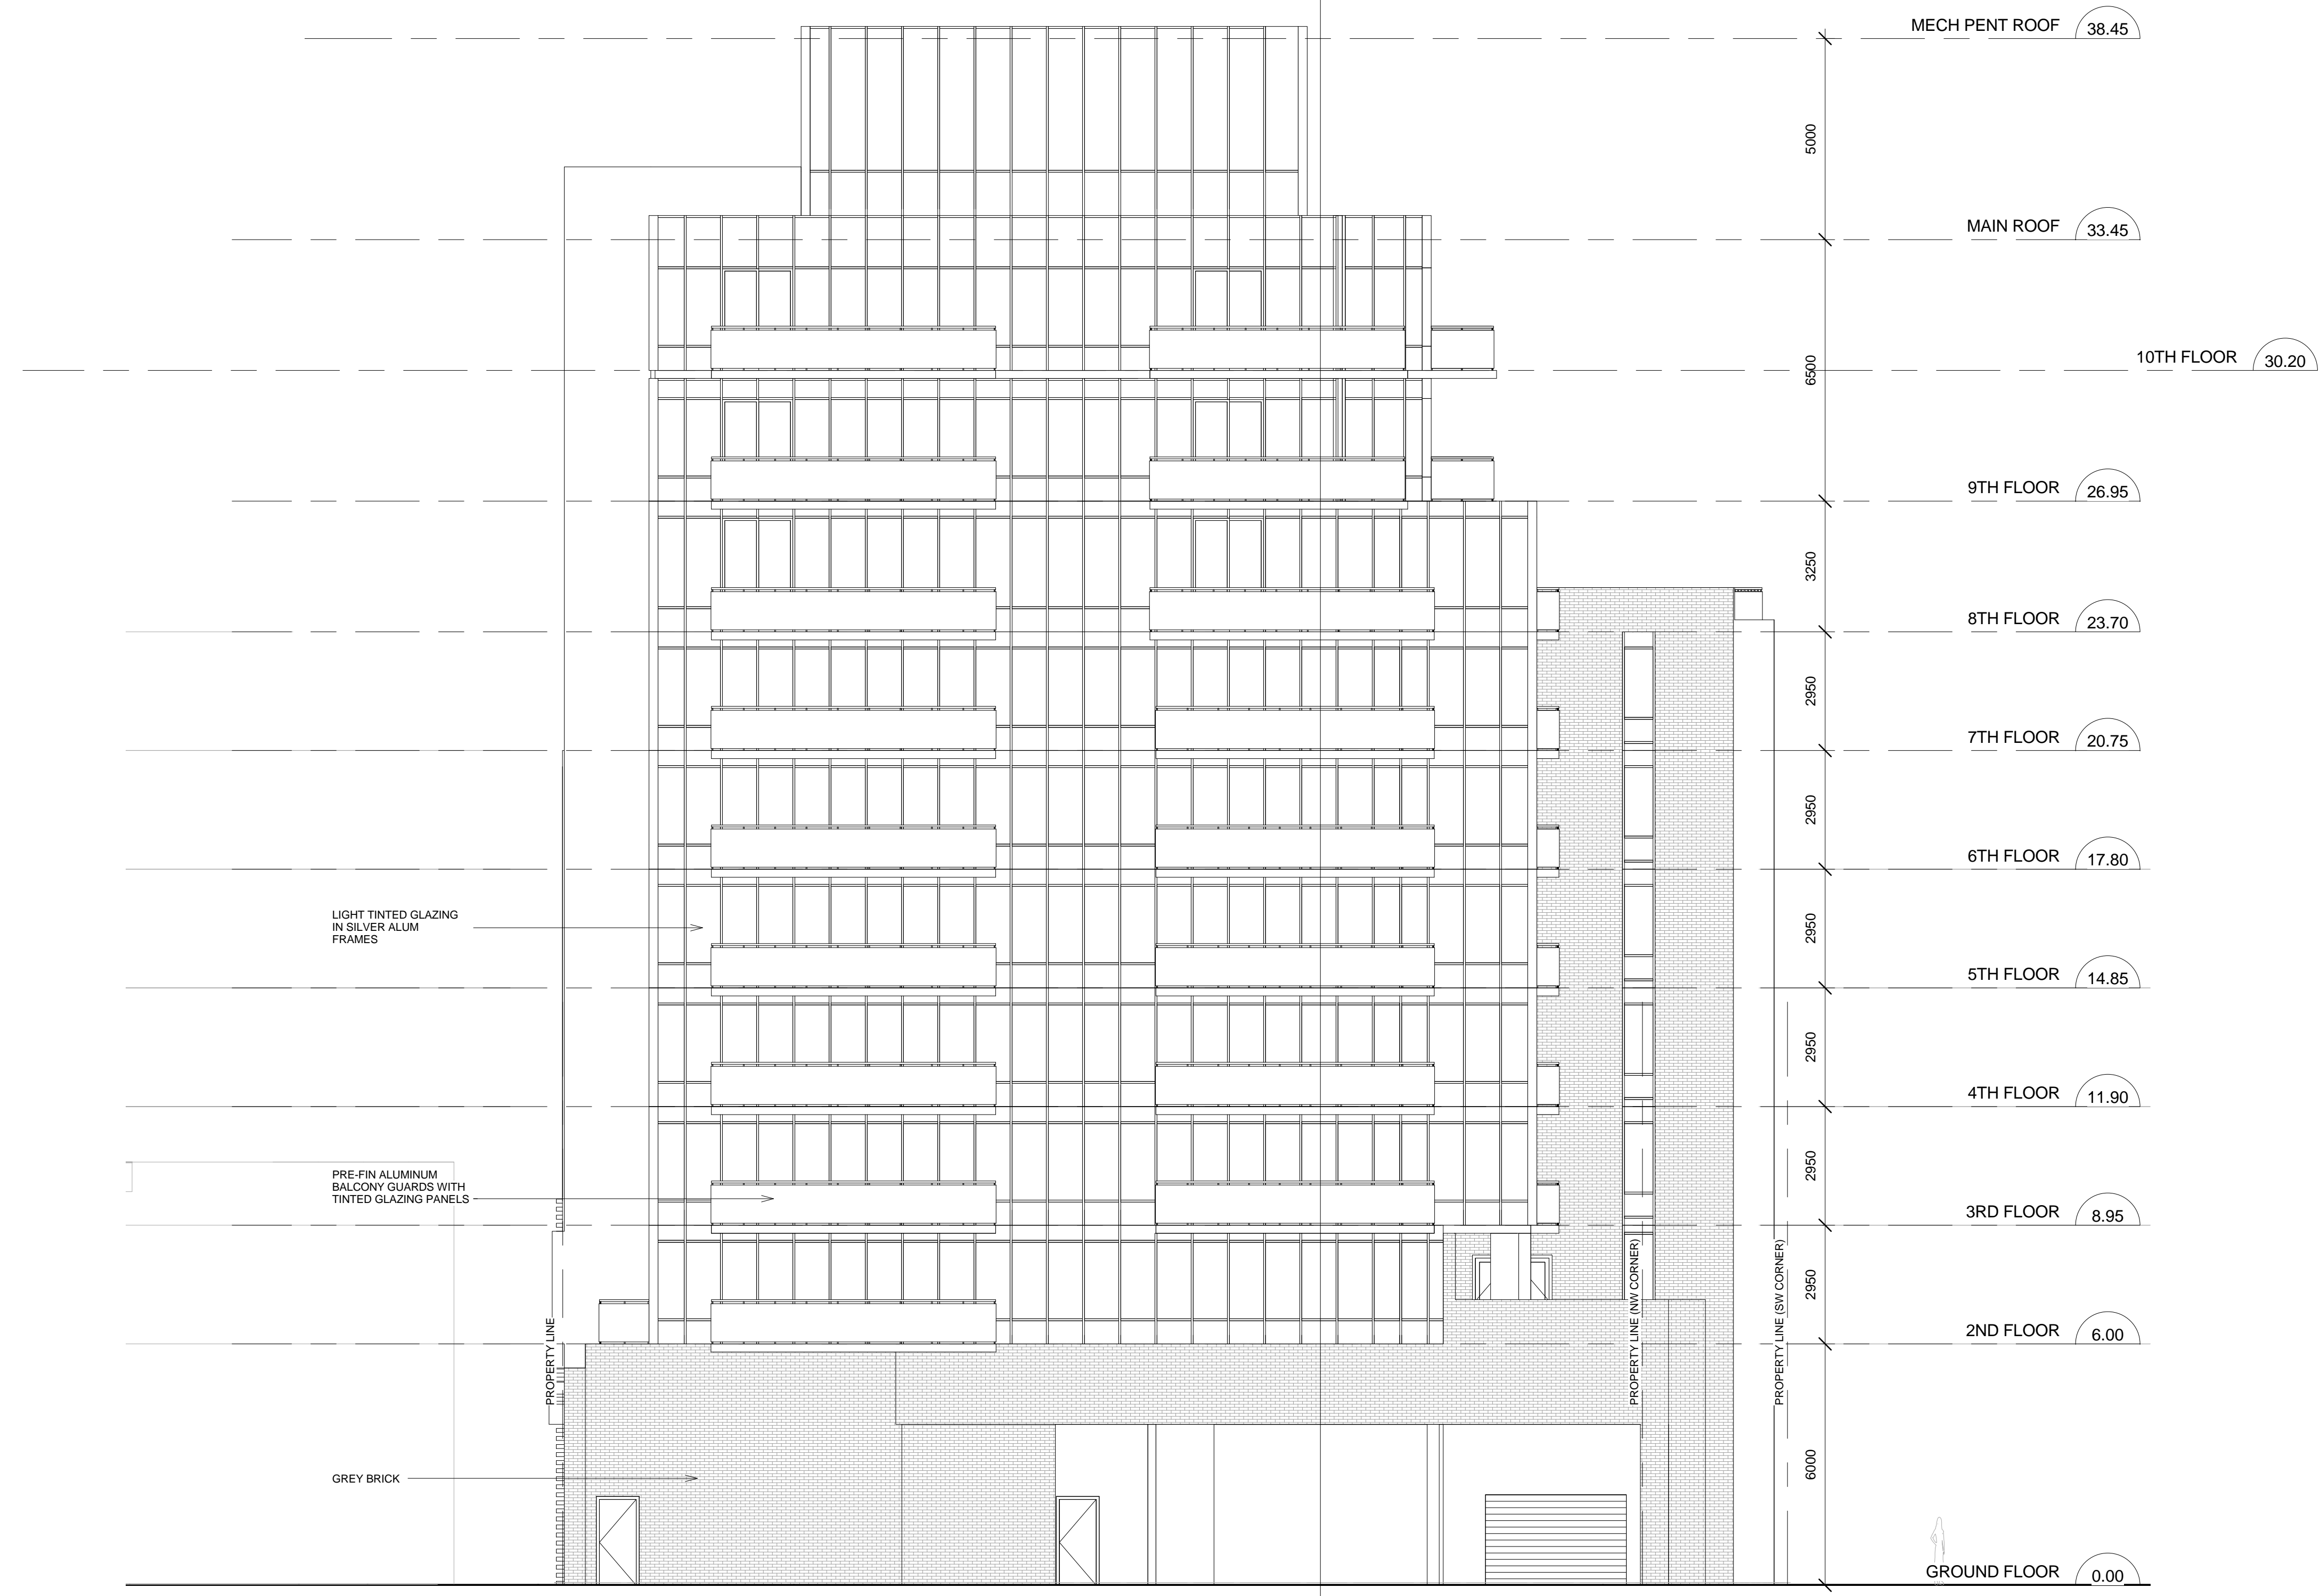 MECH PENT ROOF 38.45
5000
MAIN ROOF 33.45
10TH FLOOR 30.20
6500
9TH FLOOR 26.95
3250
8TH FLOOR 23.70
2950
7TH FLOOR 20.75
2950
6TH FLOOR 17.80
LIGHT TINTED GLAZING
IN SILVER ALUM
FRAMES
2950
5TH FLOOR 14.85
2950
4TH FLOOR 11.90
PRE-FIN ALUMINUM
BALCONY GUARDS WITH
TINTED GLAZING PANELS
2950
3RD FLOOR 8.95
2950
2ND FLOOR 6.00
PROPERTY LINE
PROPERTY LINE (NW CORNER)
PROPERTY LINE (SW CORNER)
GREY BRICK
6000
GROUND FLOOR 0.00